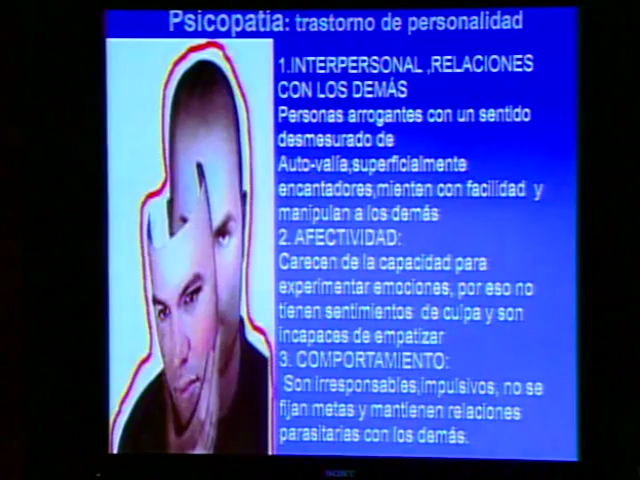 Psicopatía: trastorno de personalidad
1.INTERPERSONAL ,RELACIONES
CON LOS DEMÁS
Personas arrogantes con un sentido
desmesurado de
Auto-valía,superficialmente
encantadores,mienten con facilidad y
manipulan a los demás
2. AFECTIVIDAD:
Carecen de la capacidad para
experimentar emociones, por eso no
tienen sentimientos de culpa y son
incapaces de empatizar
3. COMPORTAMIENTO:
Son irresponsables,impulsivos, no se
fijan metas y mantienen relaciones
parasitarias con los demás.
SONY